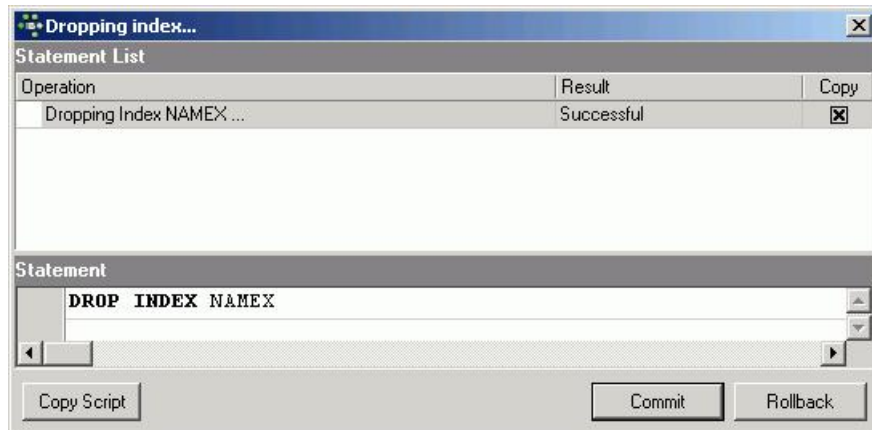 Dropping index...
Statement List
Operation Result Copy
Dropping Index NAMEX ... Successful
Statement
DROP INDEX NAMEX
Copy Script Commit Rollback